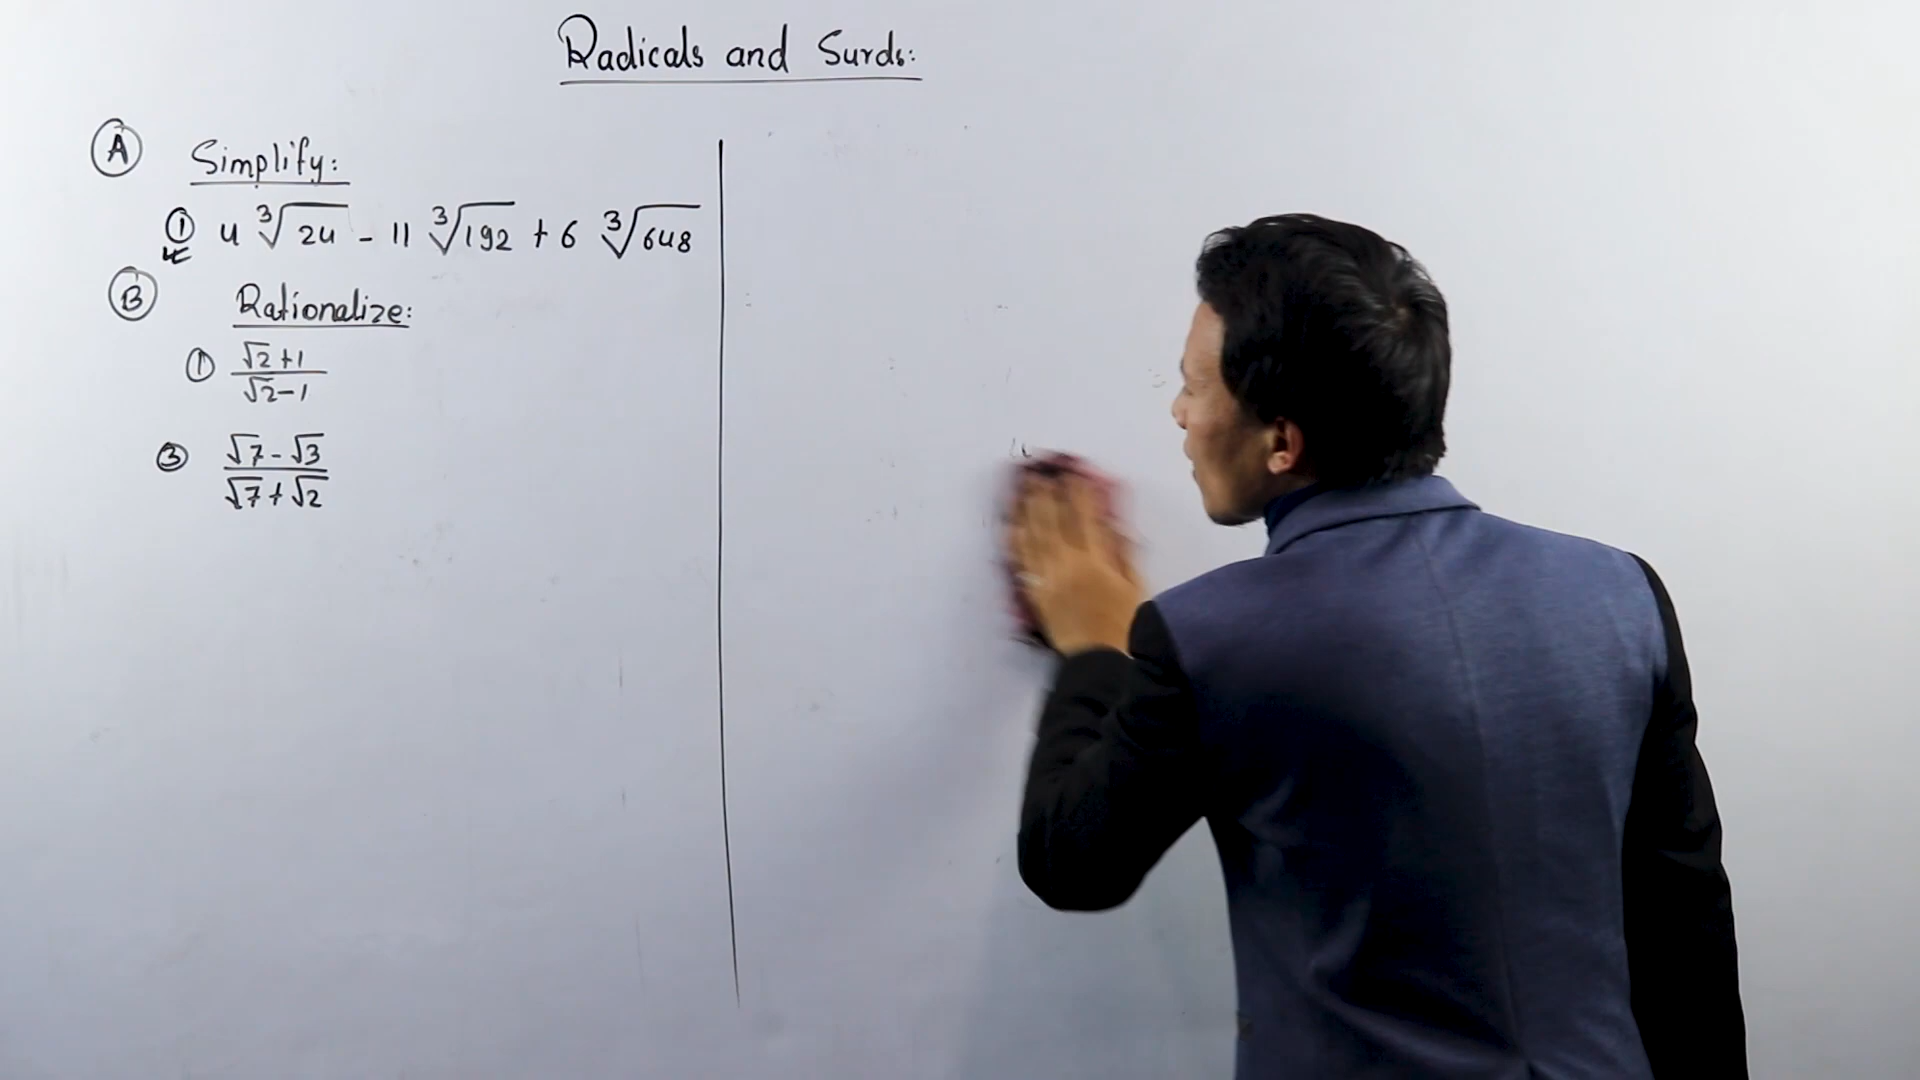 Radicals and Surds:
A Simplify:
1 4 ∛24 - 11 ∛192 + 6 ∛648
B Rationalize:
1 (√2+1)/(√2-1)
3 (√7-√3)/(√7+√2)